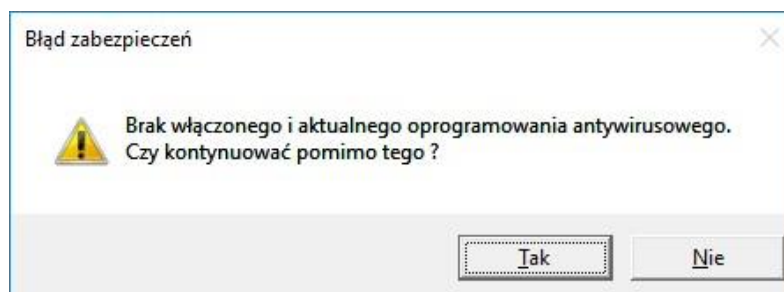 Błąd zabezpieczeń
Brak włączonego i aktualnego oprogramowania antywirusowego.
Czy kontynuować pomimo tego ?
Tak
Nie